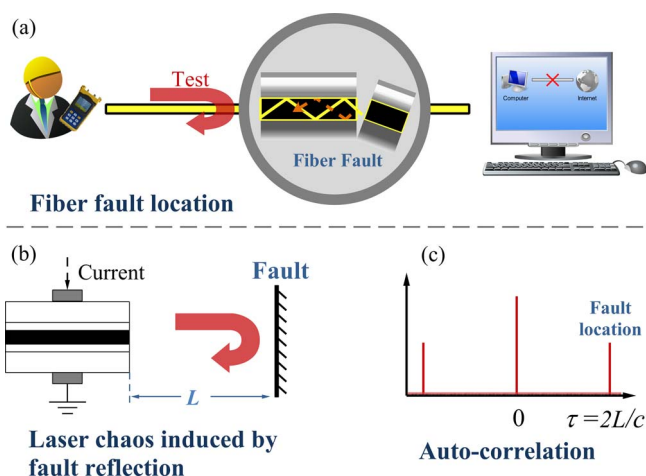 (a)
Test
Computer
Internet
Fiber Fault
Fiber fault location
(b)
Current
Fault
L
Laser chaos induced by
fault reflection
(c)
Fault
location
0
τ =2L/c
Auto-correlation